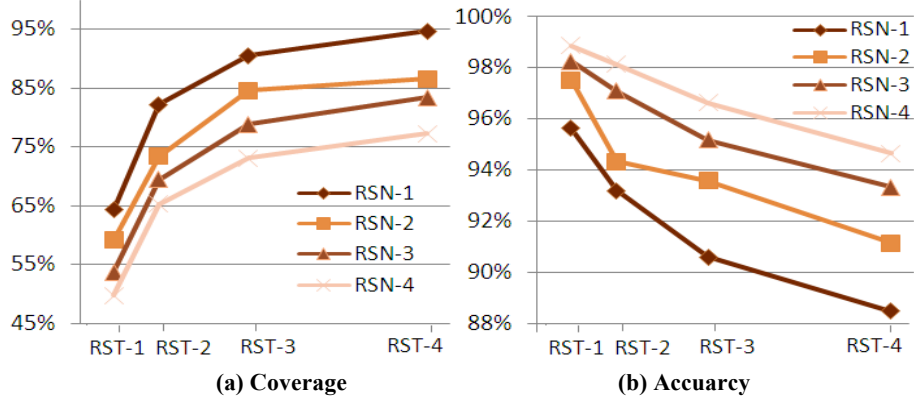 95%
85%
75%
65%
55%
45%
RSN-1
RSN-2
RSN-3
RSN-4
RST-1 RST-2 RST-3 RST-4
(a) Coverage
100%
98%
96%
94%
92%
90%
88%
RSN-1
RSN-2
RSN-3
RSN-4
RST-1 RST-2 RST-3 RST-4
(b) Accuarcy